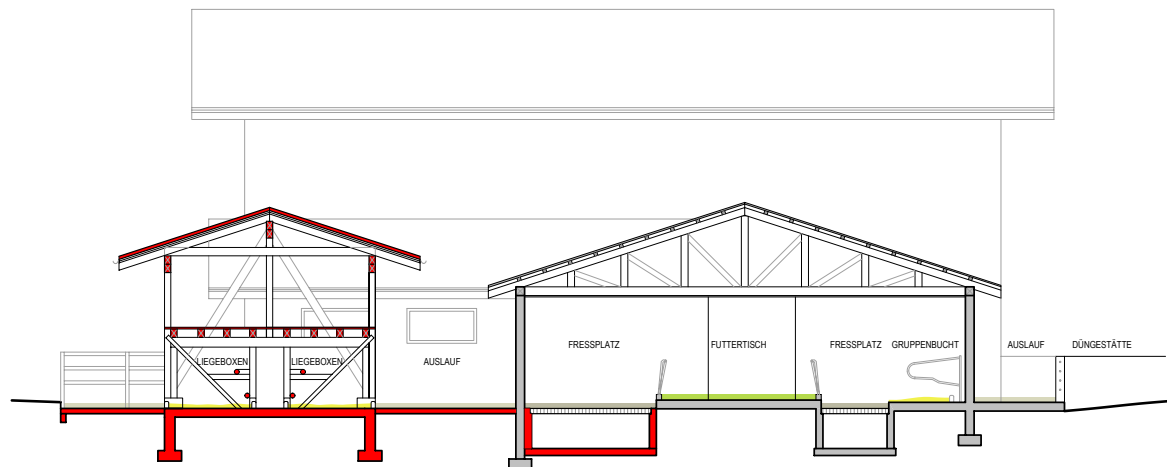 LIEGEBOXEN
LIEGEBOXEN
AUSLAUF
FRESSPLATZ
FUTTERTISCH
FRESSPLATZ
GRUPPENBUCHT
AUSLAUF
DÜNGESTÄTTE